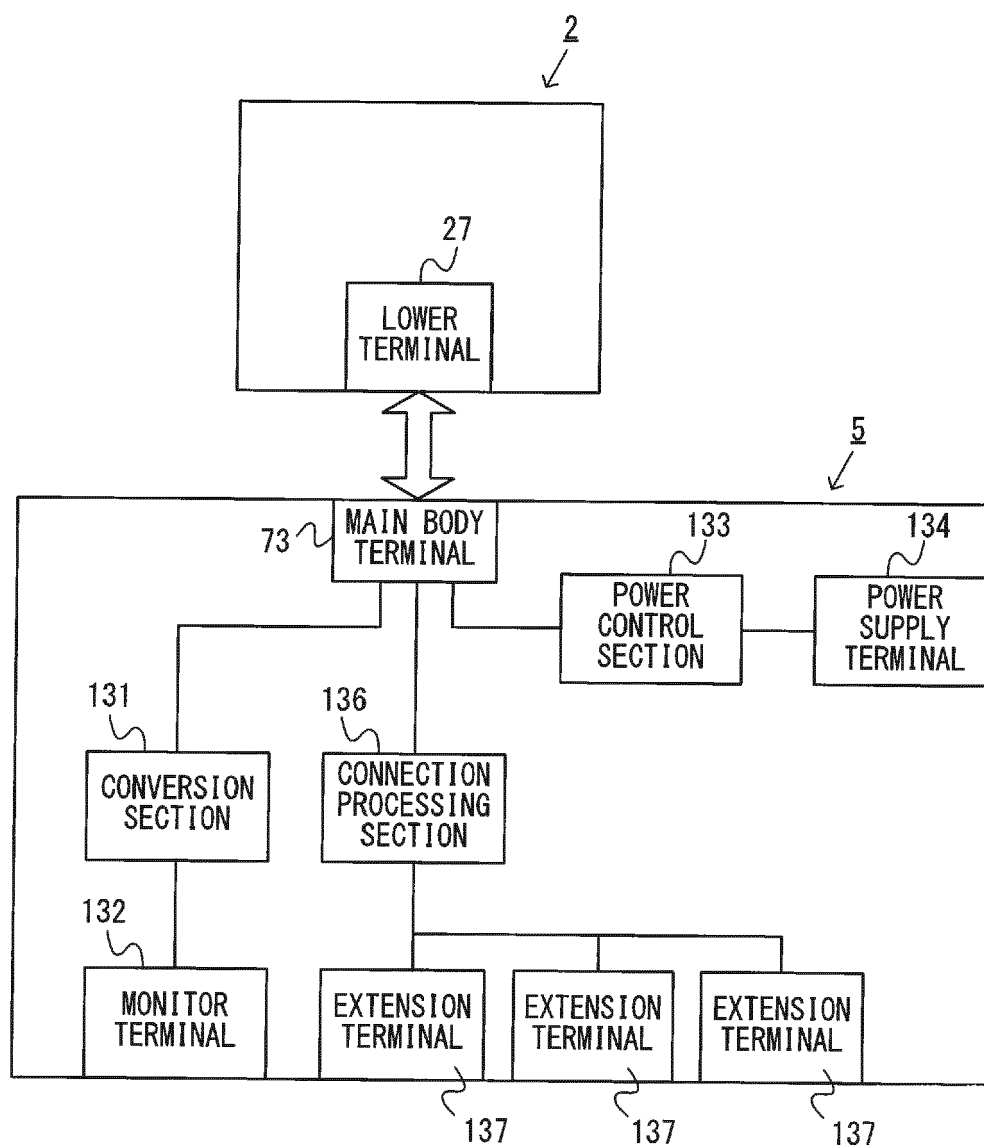 2
27
LOWER
TERMINAL
5
73
MAIN BODY
TERMINAL
133
POWER
CONTROL
SECTION
134
POWER
SUPPLY
TERMINAL
131
CONVERSION
SECTION
136
CONNECTION
PROCESSING
SECTION
132
MONITOR
TERMINAL
EXTENSION
TERMINAL
EXTENSION
TERMINAL
EXTENSION
TERMINAL
137
137
137